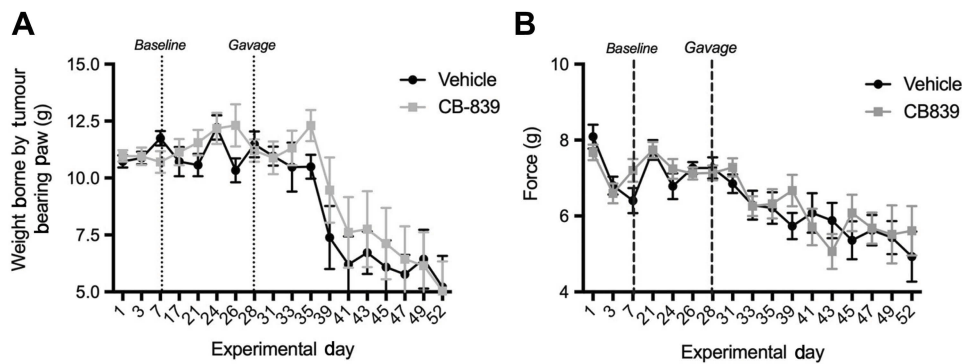 A
Baseline
Gavage
15.0
12.5
10.0
7.5
5.0
Weight borne by tumour
bearing paw (g)
Vehicle
CB-839
1 3 7 17 21 24 26 28 31 33 35 39 41 43 45 47 49 52
Experimental day
B
Baseline
Gavage
10
8
6
4
Force (g)
Vehicle
CB839
1 3 7 21 24 26 28 31 33 35 39 41 43 45 47 49 52
Experimental day